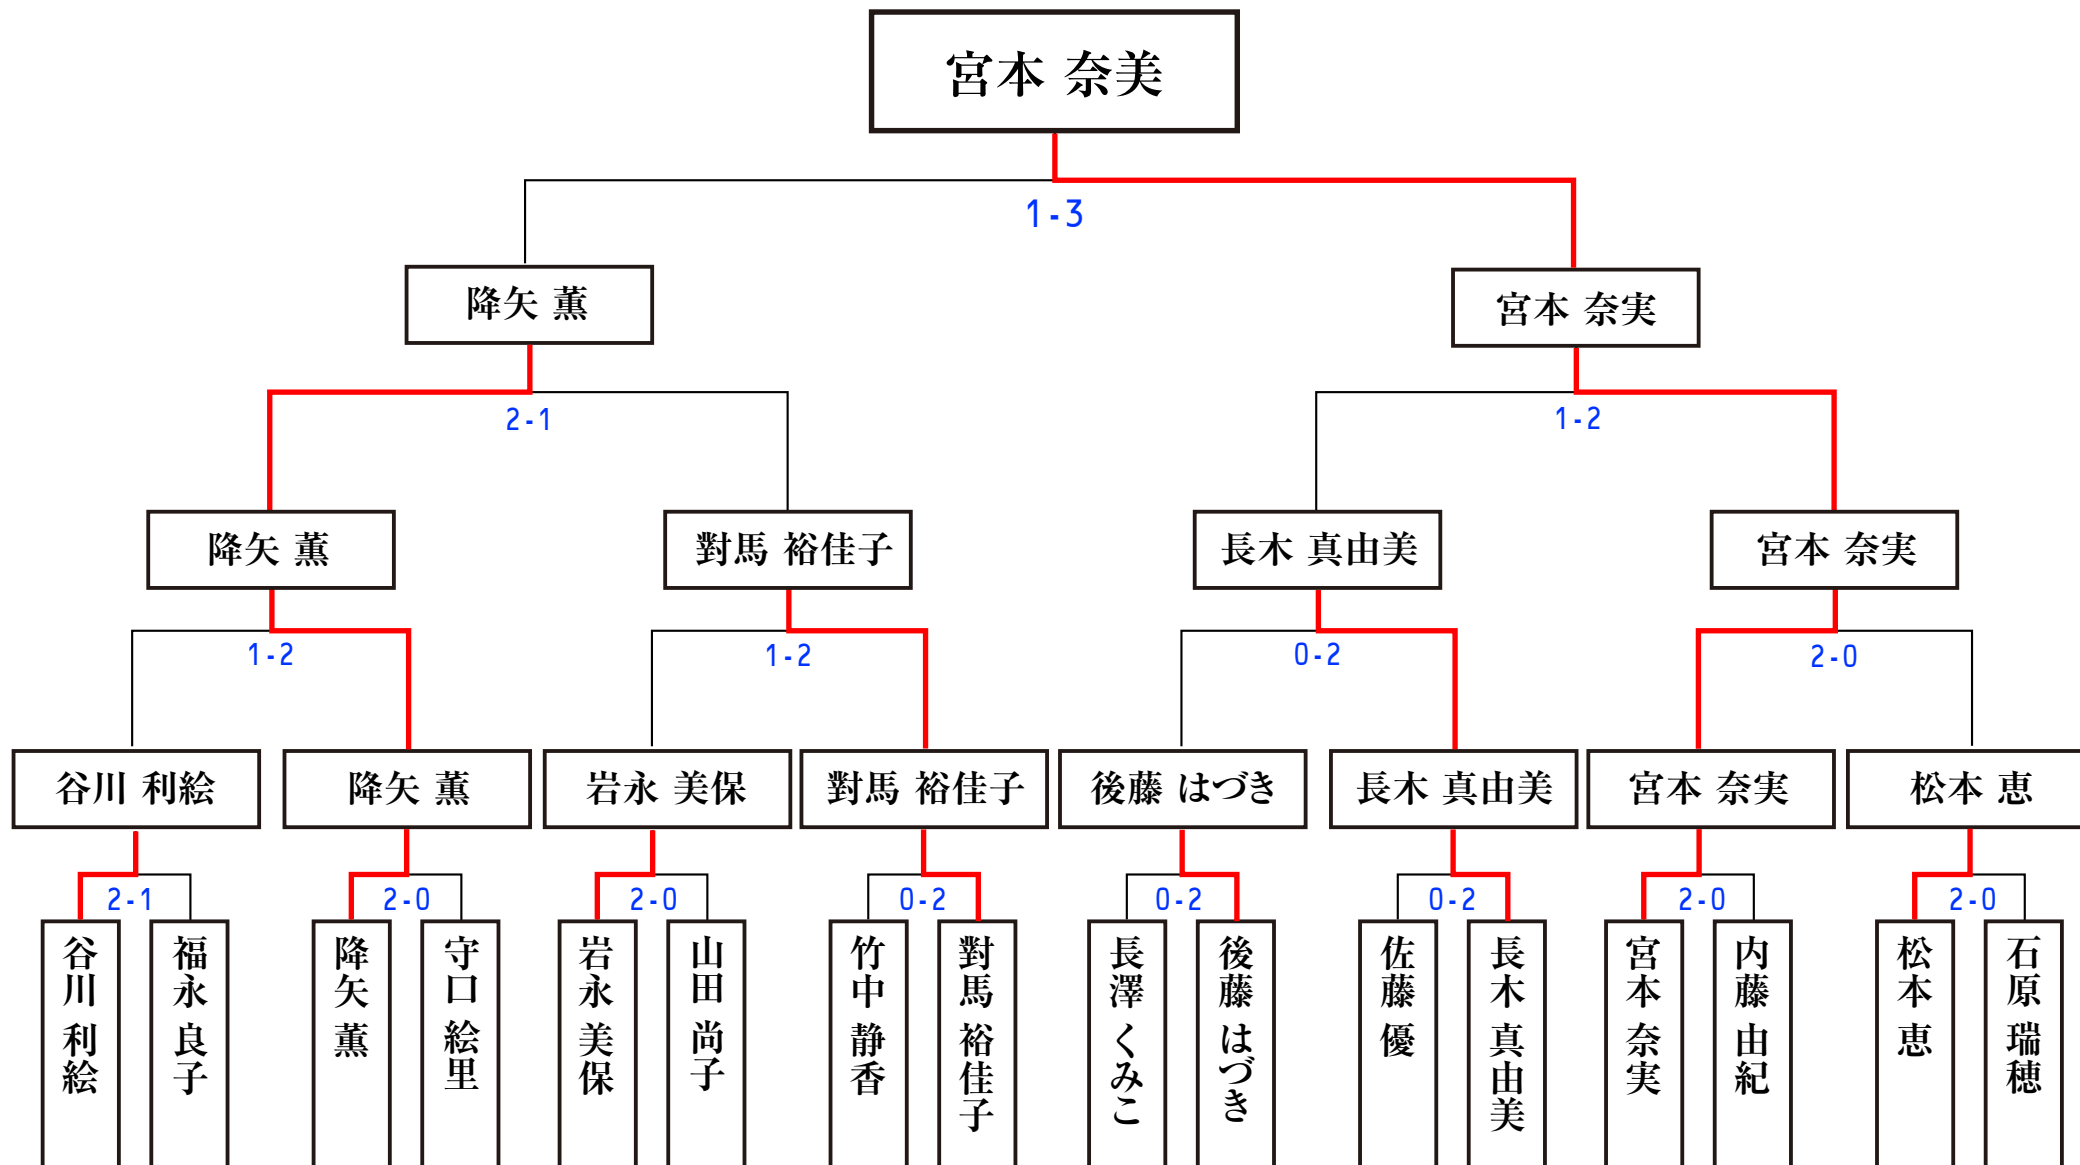 宮本 奈美
1-3
降矢 薫
宮本 奈実
2-1
1-2
降矢 薫
對馬 裕佳子
長木 真由美
宮本 奈実
1-2
1-2
0-2
2-0
谷川 利絵
降矢 薫
岩永 美保
對馬 裕佳子
後藤 はづき
長木 真由美
宮本 奈実
松本 恵
2-1
2-0
2-0
0-2
0-2
0-2
2-0
2-0
谷川 利絵
福永 良子
降矢 薫
守口 絵里
岩永 美保
山田 尚子
竹中 静香
對馬 裕佳子
長澤 くみこ
後藤 はづき
佐藤 優
長木 真由美
宮本 奈実
内藤 由紀
松本 恵
石原 瑞穂